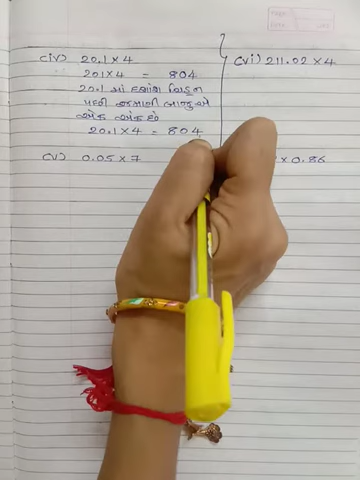 (iv) 20.1 × 4
201 × 4 = 804
20.1 માં દશાંશ ચિહ્ન
પછી જમણી બાજુએ
એક અંક છે
20.1 × 4 = 804
(v) 0.05 × 7
(vi) 211.02 × 4
× 0.86